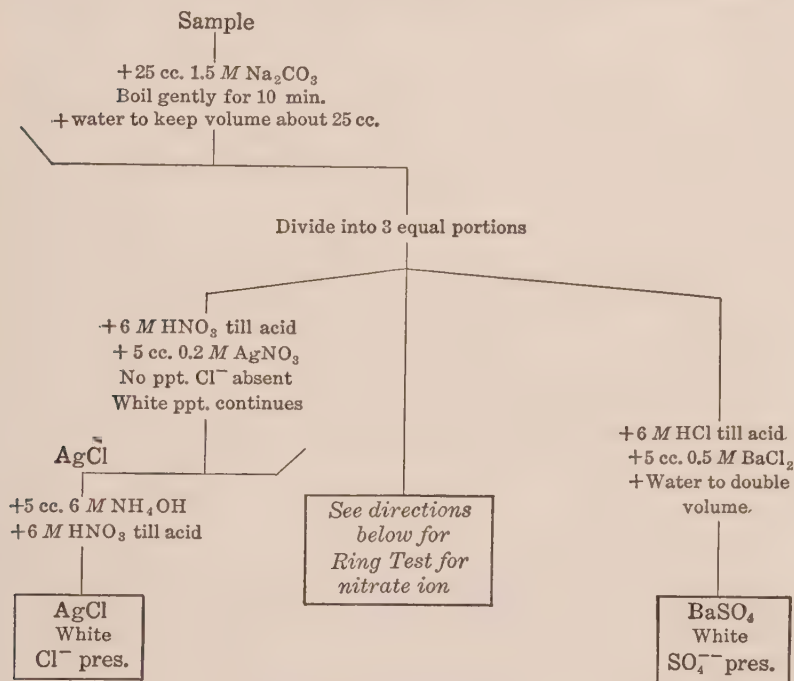 Sample
+25 cc. 1.5 M Na₂CO₃
Boil gently for 10 min.
+water to keep volume about 25 cc.
Divide into 3 equal portions
+6 M HNO₃ till acid
+5 cc. 0.2 M AgNO₃
No ppt. Cl⁻ absent
White ppt. continues
AgCl
+5 cc. 6 M NH₄OH
+6 M HNO₃ till acid
AgCl
White
Cl⁻ pres.
See directions
below for
Ring Test for
nitrate ion
+6 M HCl till acid
+5 cc. 0.5 M BaCl₂
+Water to double
volume.
BaSO₄
White
SO₄⁻⁻ pres.